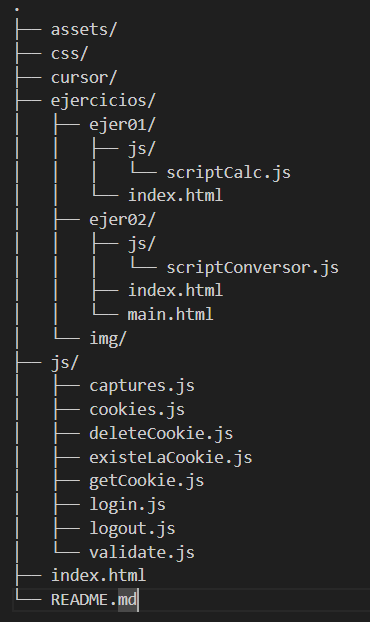 .
├── assets/
├── css/
├── cursor/
├── ejercicios/
│   ├── ejer01/
│   │   ├── js/
│   │   │   └── scriptCalc.js
│   │   └── index.html
│   ├── ejer02/
│   │   ├── js/
│   │   │   └── scriptConversor.js
│   │   ├── index.html
│   │   └── main.html
│   └── img/
├── js/
│   ├── captures.js
│   ├── cookies.js
│   ├── deleteCookie.js
│   ├── existeLaCookie.js
│   ├── getCookie.js
│   ├── login.js
│   ├── logout.js
│   └── validate.js
├── index.html
└── README.md